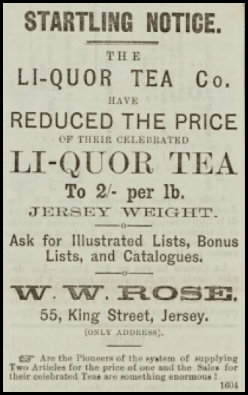 STARTLING NOTICE.
THE
LI-QUOR TEA Co.
HAVE
REDUCED THE PRICE
OF THEIR CELEBRATED
LI-QUOR TEA
To 2/- per lb.
JERSEY WEIGHT.
Ask for Illustrated Lists, Bonus
Lists, and Catalogues.
W. W. ROSE.
55, King Street, Jersey.
(ONLY ADDRESS).
☞ Are the Pioneers of the system of supplying
Two Articles for the price of one and the Sales for
their celebrated Teas are something enormous!
1604